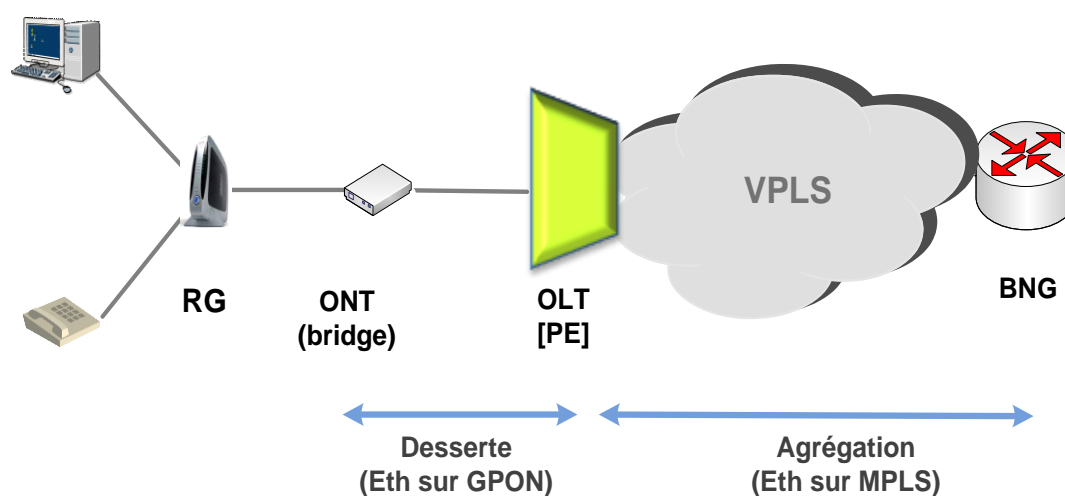 VPLS
RG
ONT
(bridge)
OLT
[PE]
BNG
Desserte
(Eth sur GPON)
Agrégation
(Eth sur MPLS)